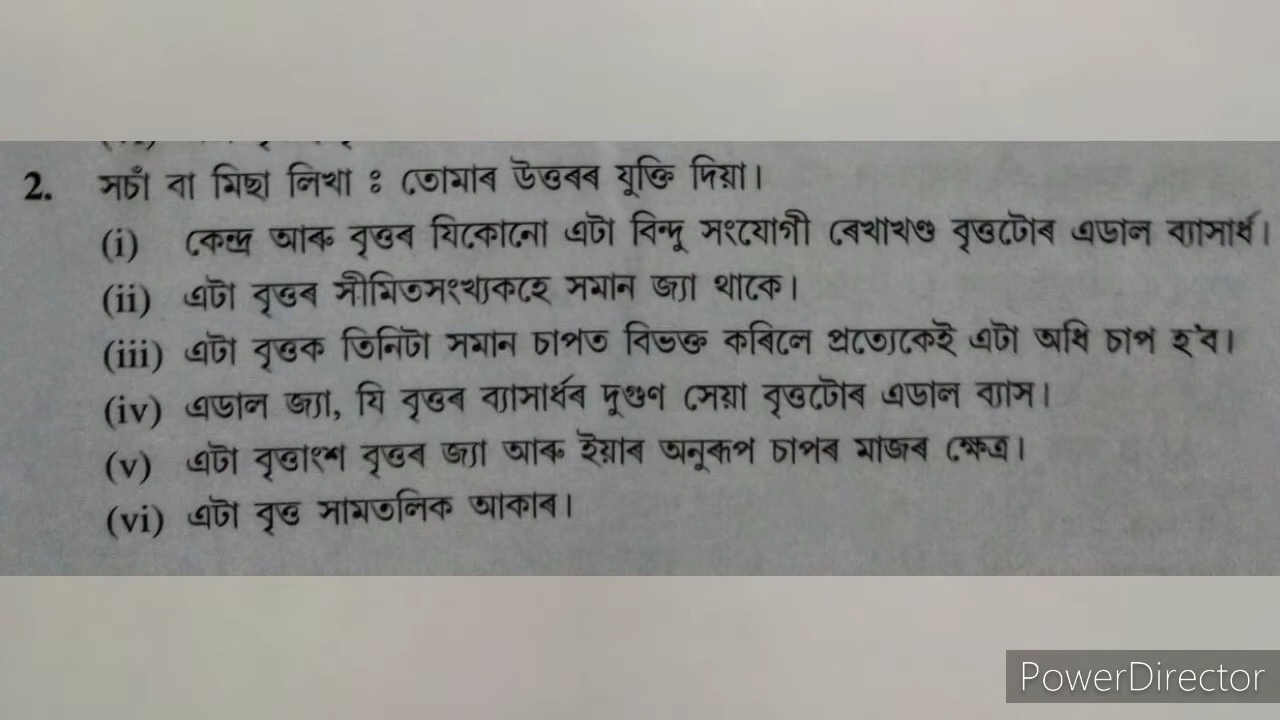 2. সচাঁ বা মিছা লিখা : তোমাৰ উত্তৰৰ যুক্তি দিয়া।
(i) কেন্দ্ৰ আৰু বৃত্তৰ যিকোনো এটা বিন্দু সংযোগী ৰেখাখণ্ড বৃত্তটোৰ এডাল ব্যাসাৰ্ধ।
(ii) এটা বৃত্তৰ সীমিতসংখ্যকহে সমান জ্যা থাকে।
(iii) এটা বৃত্তক তিনিটা সমান চাপত বিভক্ত কৰিলে প্ৰত্যেকেই এটা অধি চাপ হ'ব।
(iv) এডাল জ্যা, যি বৃত্তৰ ব্যাসাৰ্ধৰ দুগুণ সেয়া বৃত্তটোৰ এডাল ব্যাস।
(v) এটা বৃত্তাংশ বৃত্তৰ জ্যা আৰু ইয়াৰ অনুৰূপ চাপৰ মাজৰ ক্ষেত্ৰ।
(vi) এটা বৃত্ত সামতলিক আকাৰ।
PowerDirector